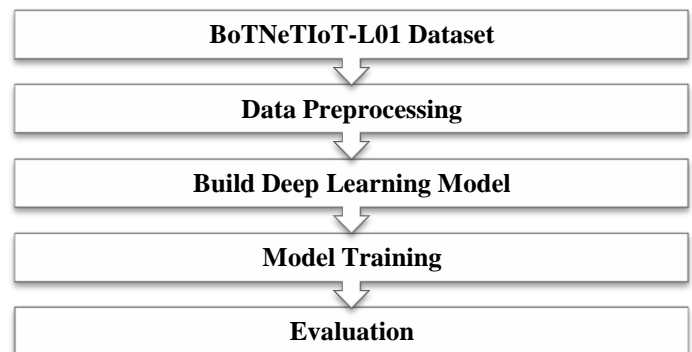 BoTNeTIoT-L01 Dataset
Data Preprocessing
Build Deep Learning Model
Model Training
Evaluation